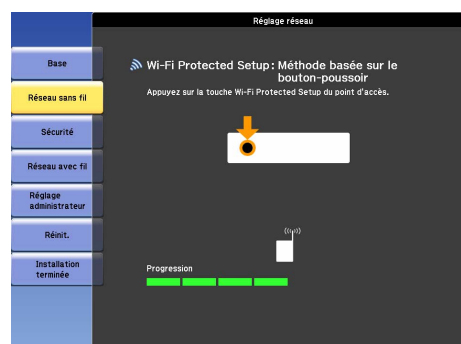 Réglage réseau
Base
Réseau sans fil
Sécurité
Réseau avec fil
Réglage
administrateur
Réinit.
Installation
terminée
Wi-Fi Protected Setup: Méthode basée sur le
bouton-poussoir
Appuyez sur la touche Wi-Fi Protected Setup du point d'accès.
Progression